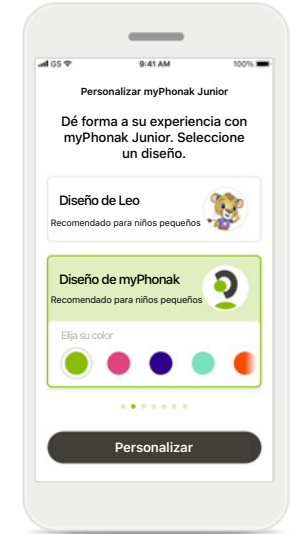 GS 9:41 AM 100%
Personalizar myPhonak Junior
Dé forma a su experiencia con
myPhonak Junior. Seleccione
un diseño.
Diseño de Leo
Recomendado para niños pequeños
Diseño de myPhonak
Recomendado para niños pequeños
Elija su color
Personalizar